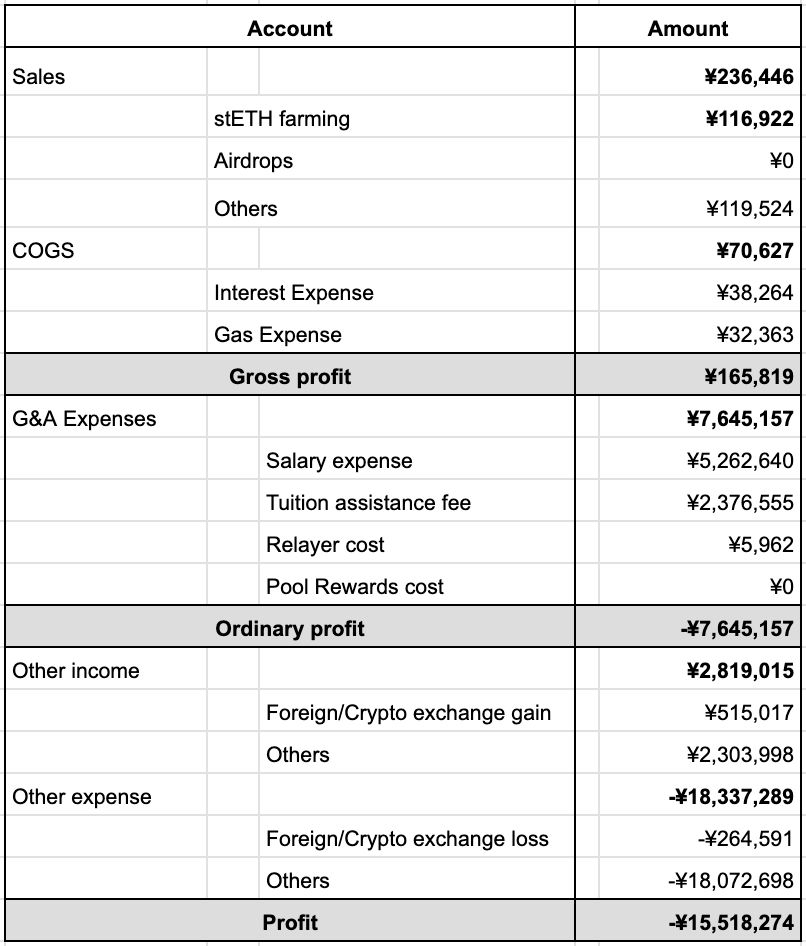 Account Amount
Sales ¥236,446
stETH farming ¥116,922
Airdrops ¥0
Others ¥119,524
COGS ¥70,627
Interest Expense ¥38,264
Gas Expense ¥32,363
Gross profit ¥165,819
G&A Expenses ¥7,645,157
Salary expense ¥5,262,640
Tuition assistance fee ¥2,376,555
Relayer cost ¥5,962
Pool Rewards cost ¥0
Ordinary profit -¥7,645,157
Other income ¥2,819,015
Foreign/Crypto exchange gain ¥515,017
Others ¥2,303,998
Other expense -¥18,337,289
Foreign/Crypto exchange loss -¥264,591
Others -¥18,072,698
Profit -¥15,518,274